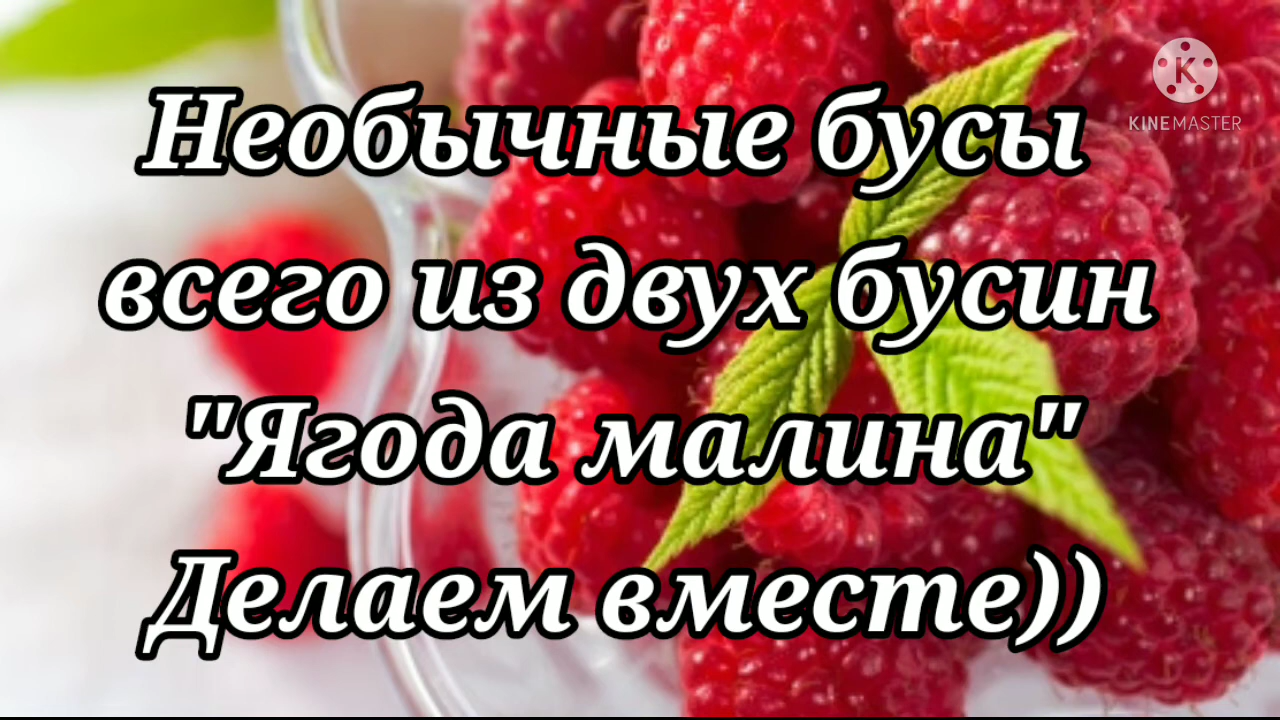 Необычные бусы
KINEMASTER
всего из двух бусин
"Ягода малина"
Делаем вместе))